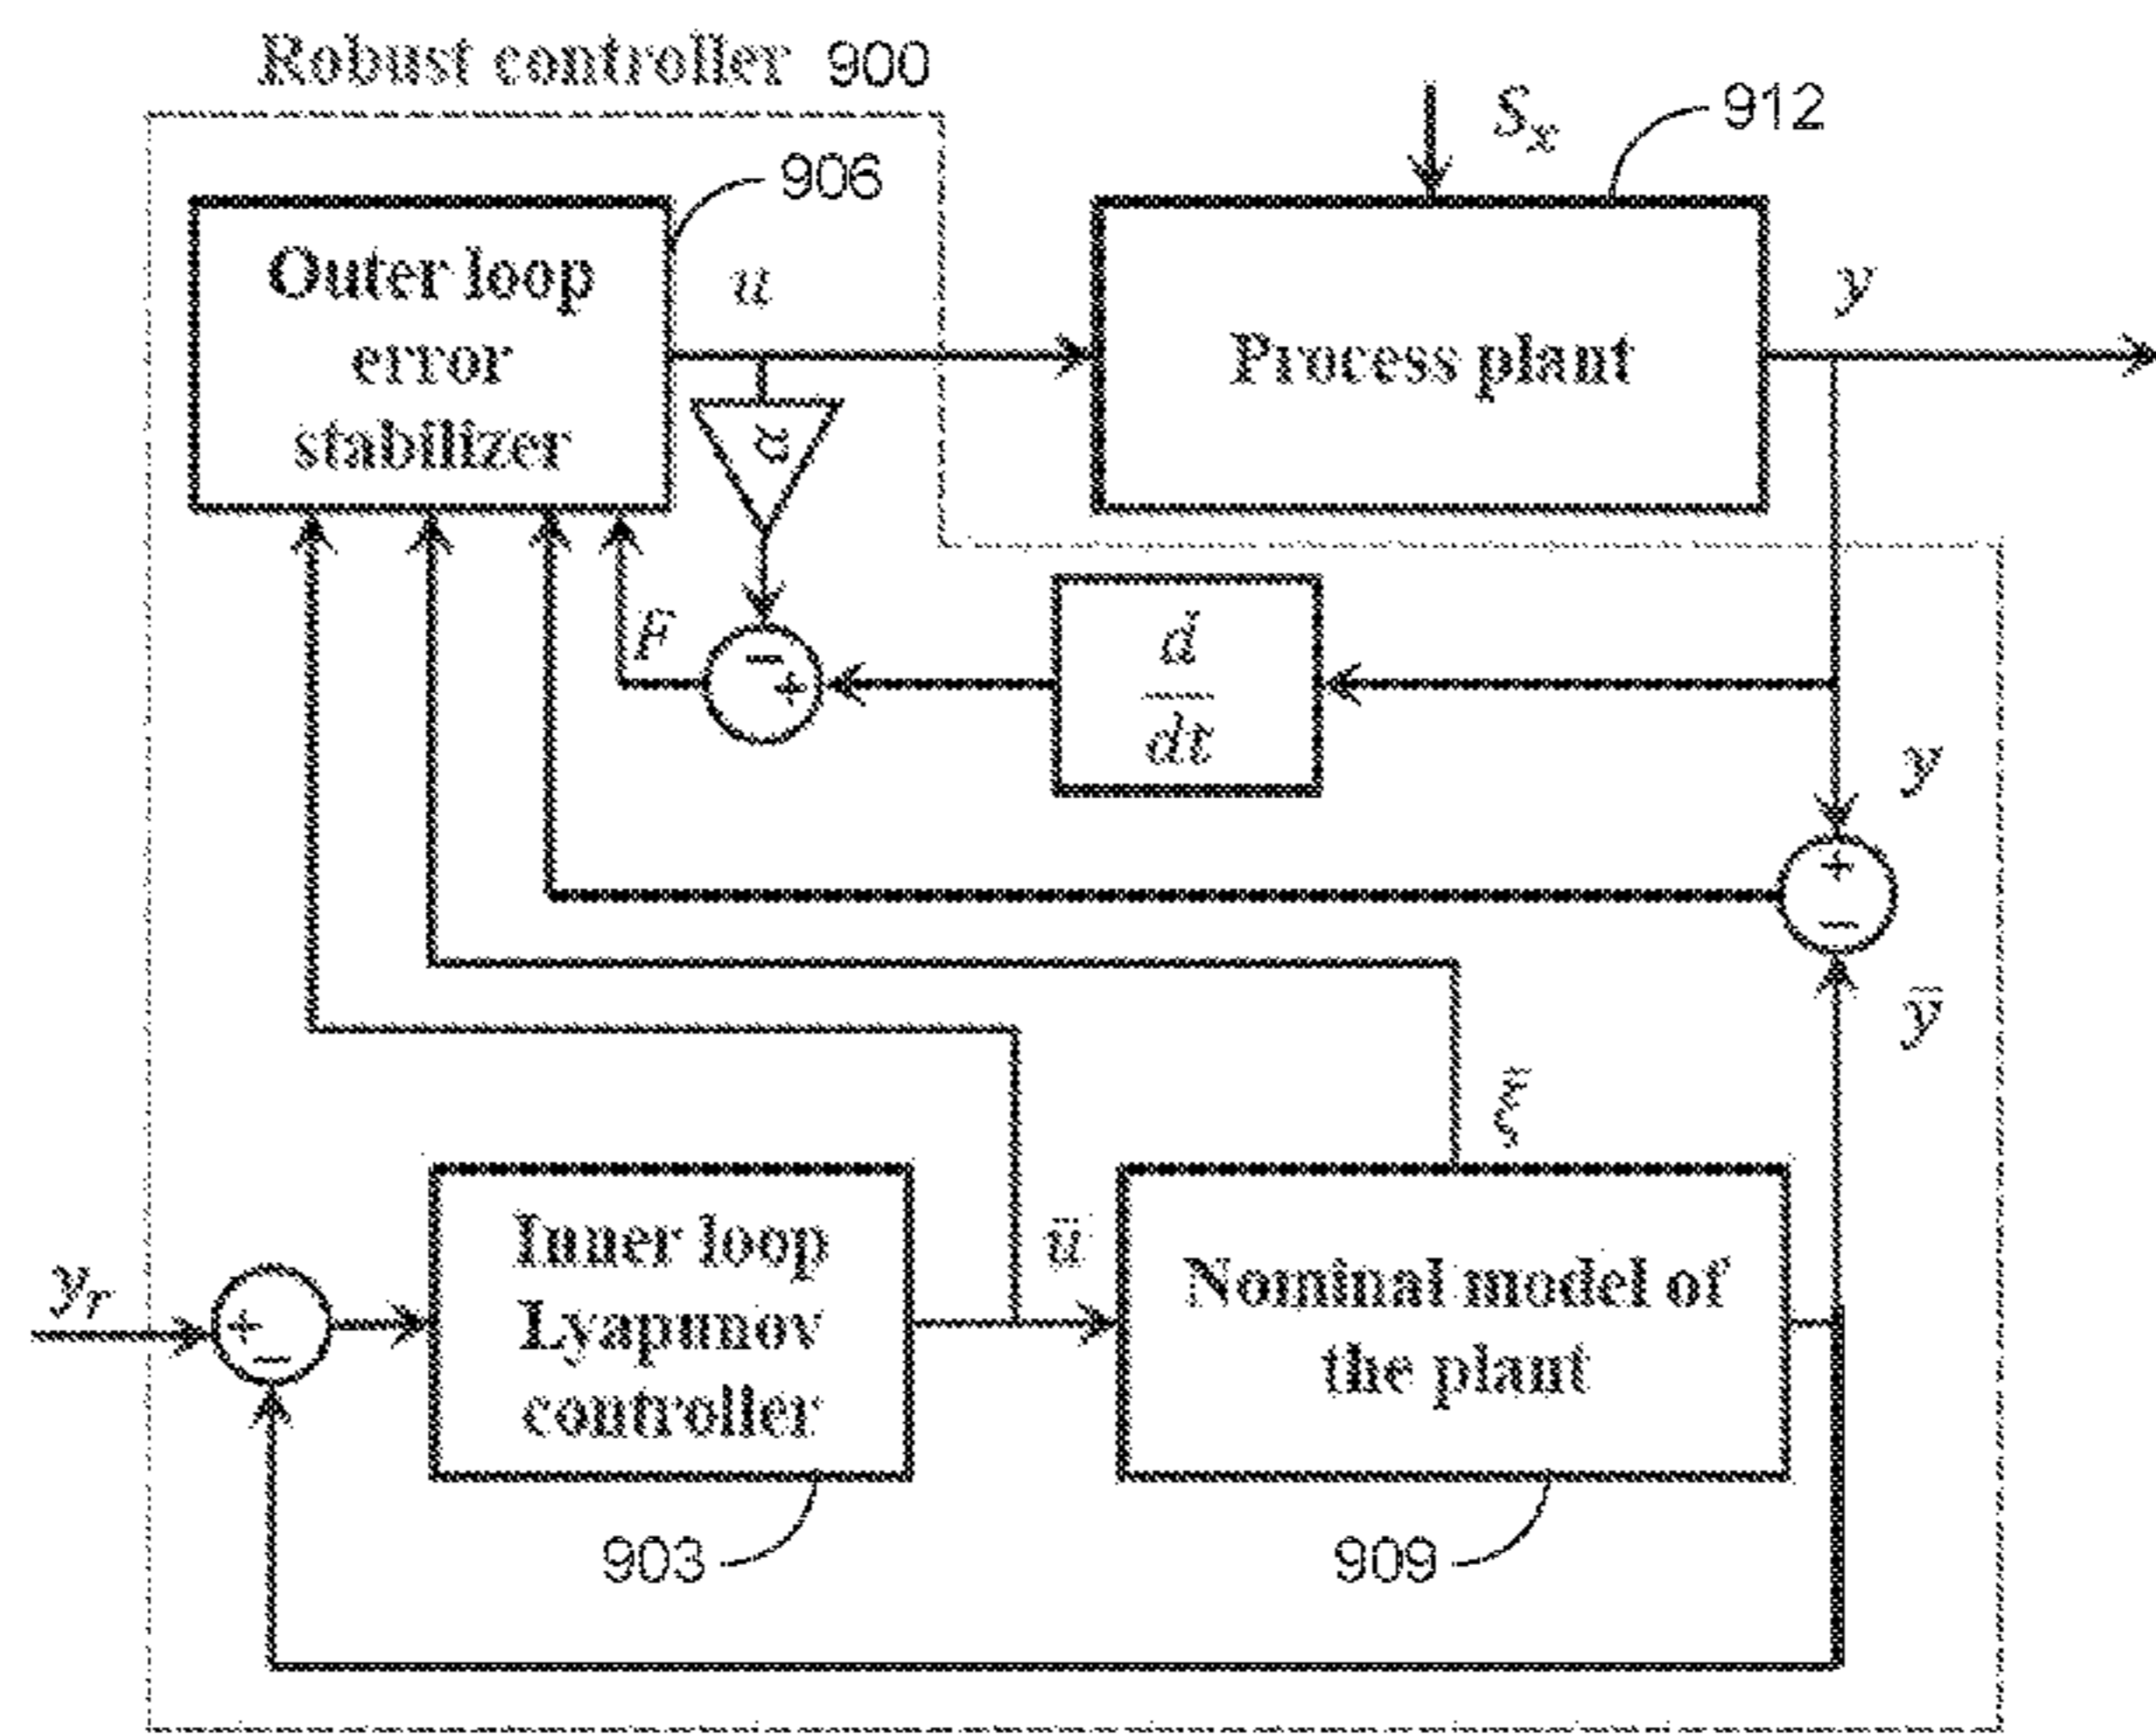 Robust controller 900
S_x
912
906
Outer loop
error
stabilizer
u
Process plant
y
α
F
−
+
d
dt
y
+
−
ȳ
ξ̄
Inner loop
Lyapunov
controller
ū
Nominal model of
the plant
y_r
+
−
903
909